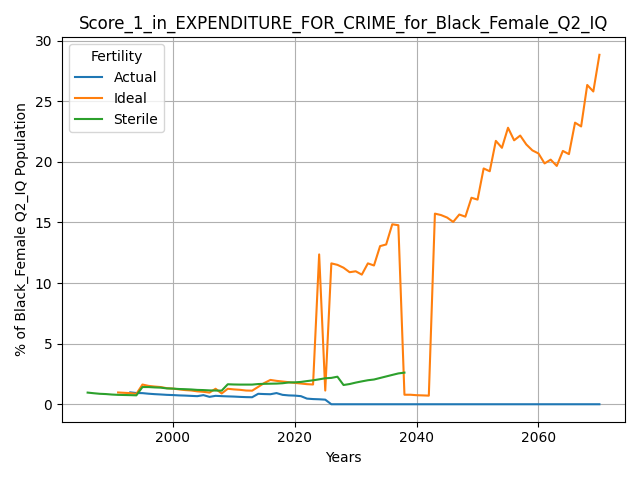 Score_1_in_EXPENDITURE_FOR_CRIME_for_Black_Female_Q2_IQ
Fertility
Actual
Ideal
Sterile
% of Black_Female Q2_IQ Population
30
25
20
15
10
5
0
2000
2020
2040
2060
Years